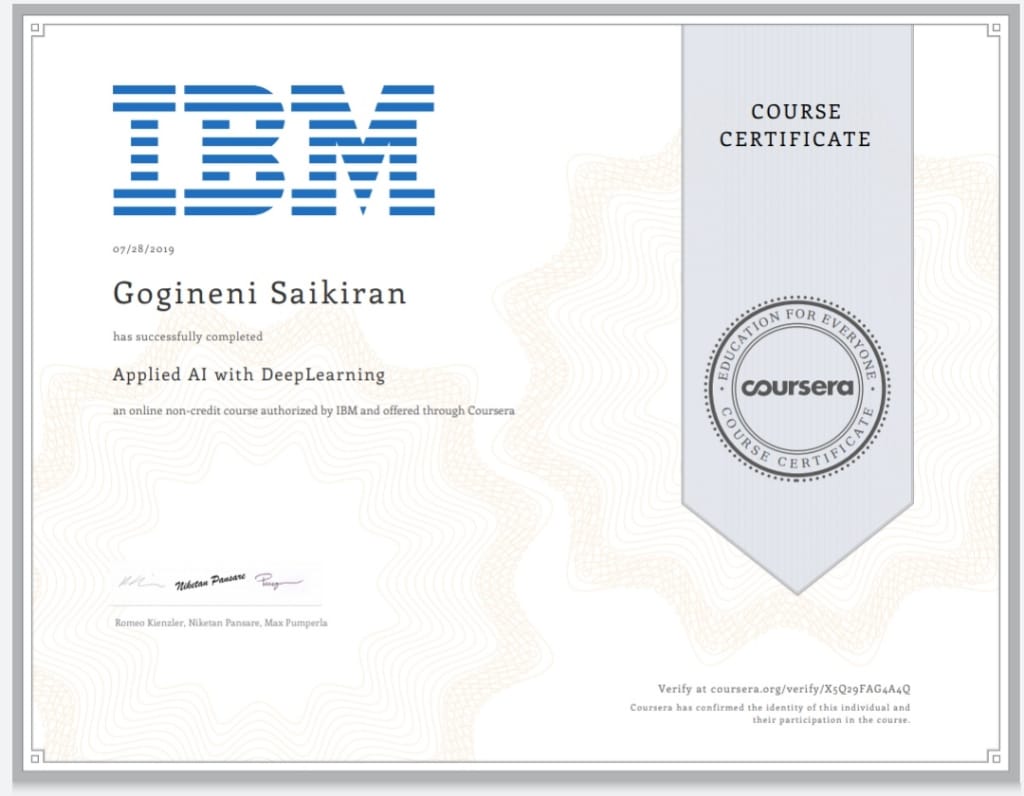 IBM
COURSE
CERTIFICATE
07/28/2019
Gogineni Saikiran
has successfully completed
Applied AI with DeepLearning
an online non-credit course authorized by IBM and offered through Coursera
EDUCATION FOR EVERYONE
coursera
COURSE CERTIFICATE
Niketan Pansare
Romeo Kienzler, Niketan Pansare, Max Pumperla
Verify at coursera.org/verify/X5Q29FAG4A4Q
Coursera has confirmed the identity of this individual and
their participation in the course.